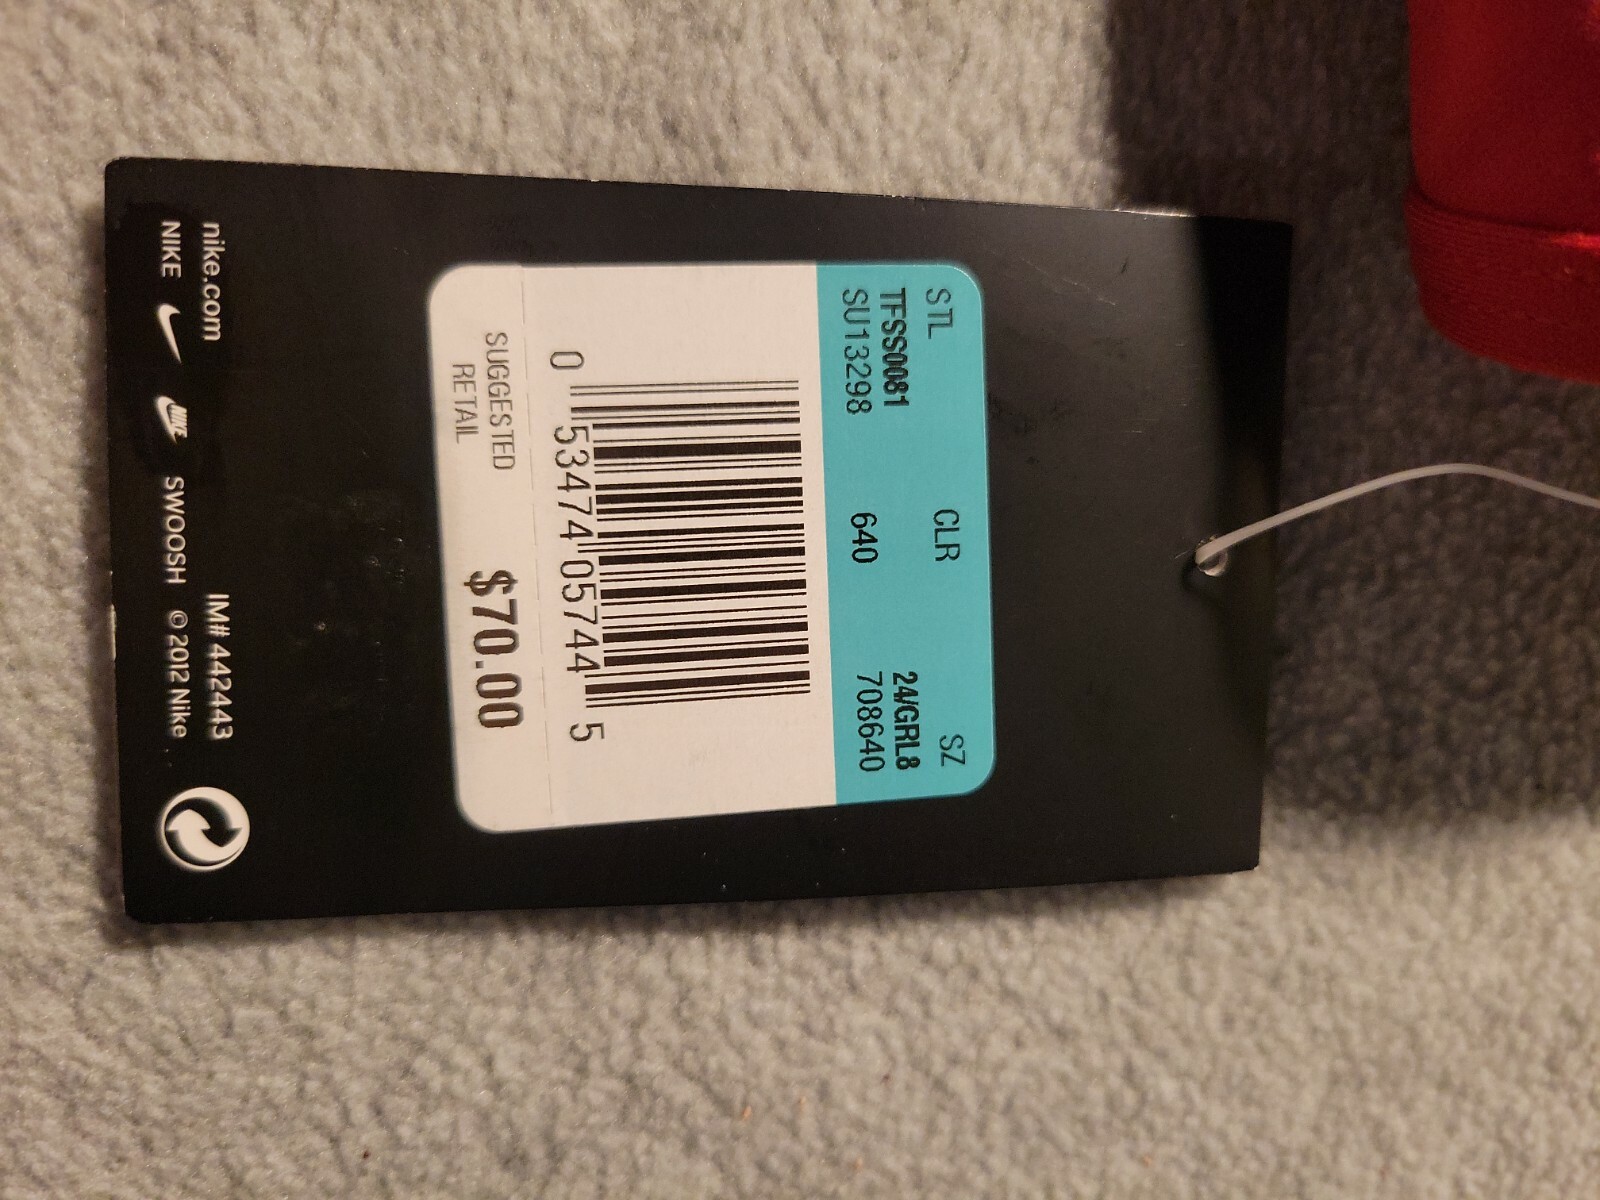 STL CLR SZ
TFSS0081 24/GRL8
SU13298 640 708640
0 53474 05744 5
SUGGESTED
RETAIL
$70.00
nike.com IM# 442443
NIKE NIKE SWOOSH © 2012 Nike